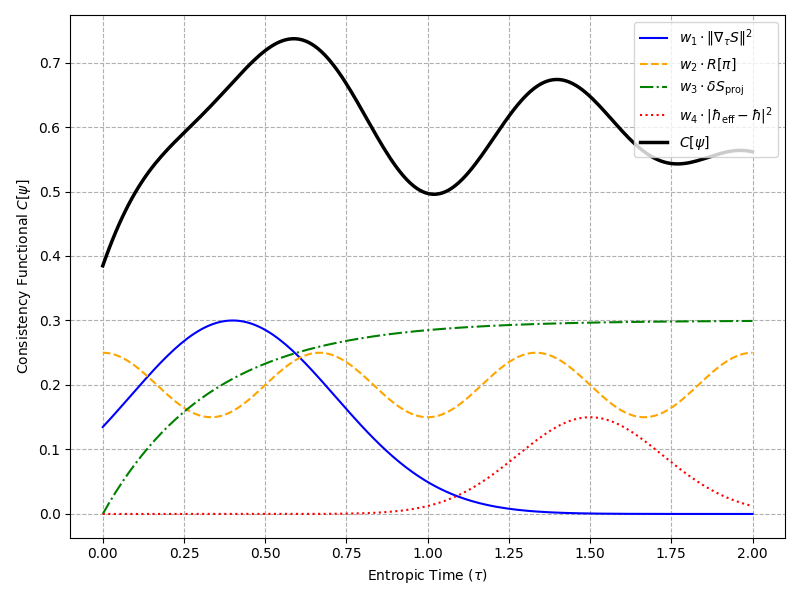 w₁ · ‖∇τS‖²
w₂ · R[π]
w₃ · δSproj
w₄ · |ħeff − ħ|²
C[ψ]
Consistency Functional C[ψ]
0.7
0.6
0.5
0.4
0.3
0.2
0.1
0.0
0.00 0.25 0.50 0.75 1.00 1.25 1.50 1.75 2.00
Entropic Time (τ)